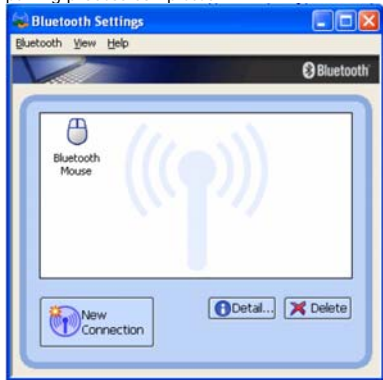 Bluetooth Settings
Bluetooth View Help
Bluetooth
Bluetooth
Mouse
New
Connection
Detail...
Delete